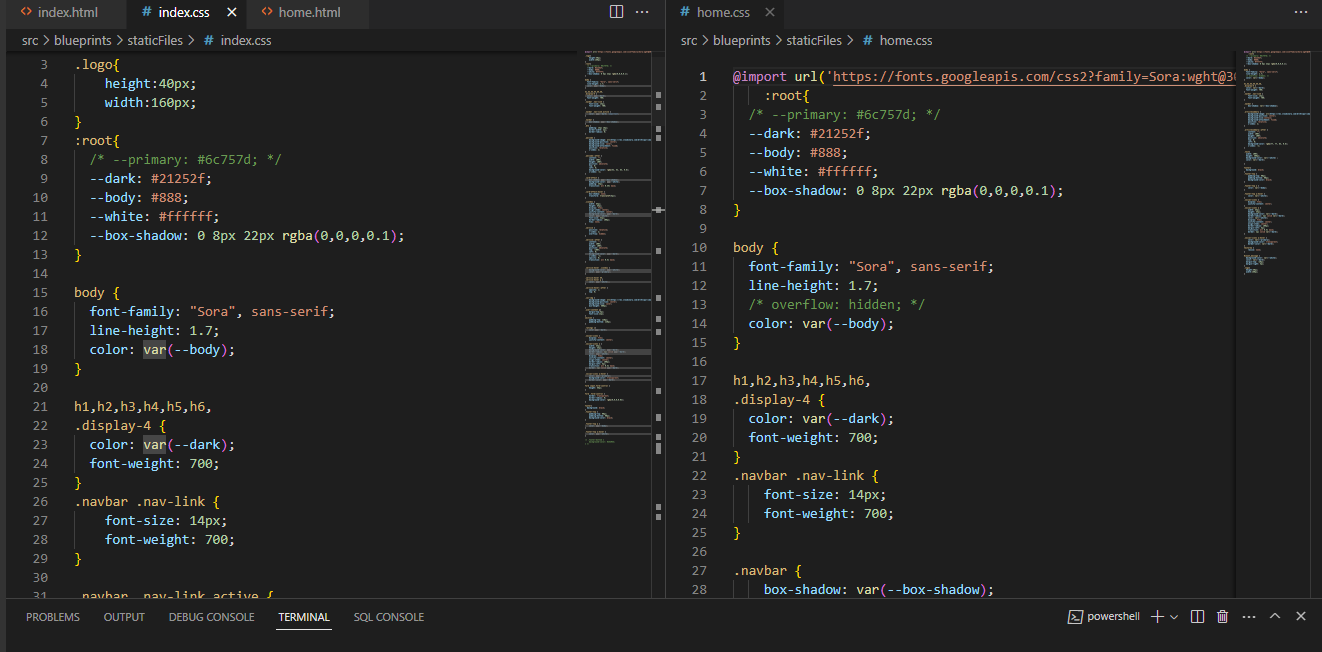 index.html
index.css
home.html
src > blueprints > staticFiles > # index.css
3 .logo{
4 height:40px;
5 width:160px;
6 }
7 :root{
8 /* --primary: #6c757d; */
9 --dark: #21252f;
10 --body: #888;
11 --white: #ffffff;
12 --box-shadow: 0 8px 22px rgba(0,0,0,0.1);
13 }
14
15 body {
16 font-family: "Sora", sans-serif;
17 line-height: 1.7;
18 color: var(--body);
19 }
20
21 h1,h2,h3,h4,h5,h6,
22 .display-4 {
23 color: var(--dark);
24 font-weight: 700;
25 }
26 .navbar .nav-link {
27 font-size: 14px;
28 font-weight: 700;
29 }
30
31 .navbar .nav-link.active {
home.css
src > blueprints > staticFiles > # home.css
1 @import url('https://fonts.googleapis.com/css2?family=Sora:wght@30
2 :root{
3 /* --primary: #6c757d; */
4 --dark: #21252f;
5 --body: #888;
6 --white: #ffffff;
7 --box-shadow: 0 8px 22px rgba(0,0,0,0.1);
8 }
9
10 body {
11 font-family: "Sora", sans-serif;
12 line-height: 1.7;
13 /* overflow: hidden; */
14 color: var(--body);
15 }
16
17 h1,h2,h3,h4,h5,h6,
18 .display-4 {
19 color: var(--dark);
20 font-weight: 700;
21 }
22 .navbar .nav-link {
23 font-size: 14px;
24 font-weight: 700;
25 }
26
27 .navbar {
28 box-shadow: var(--box-shadow);
PROBLEMS OUTPUT DEBUG CONSOLE TERMINAL SQL CONSOLE
powershell